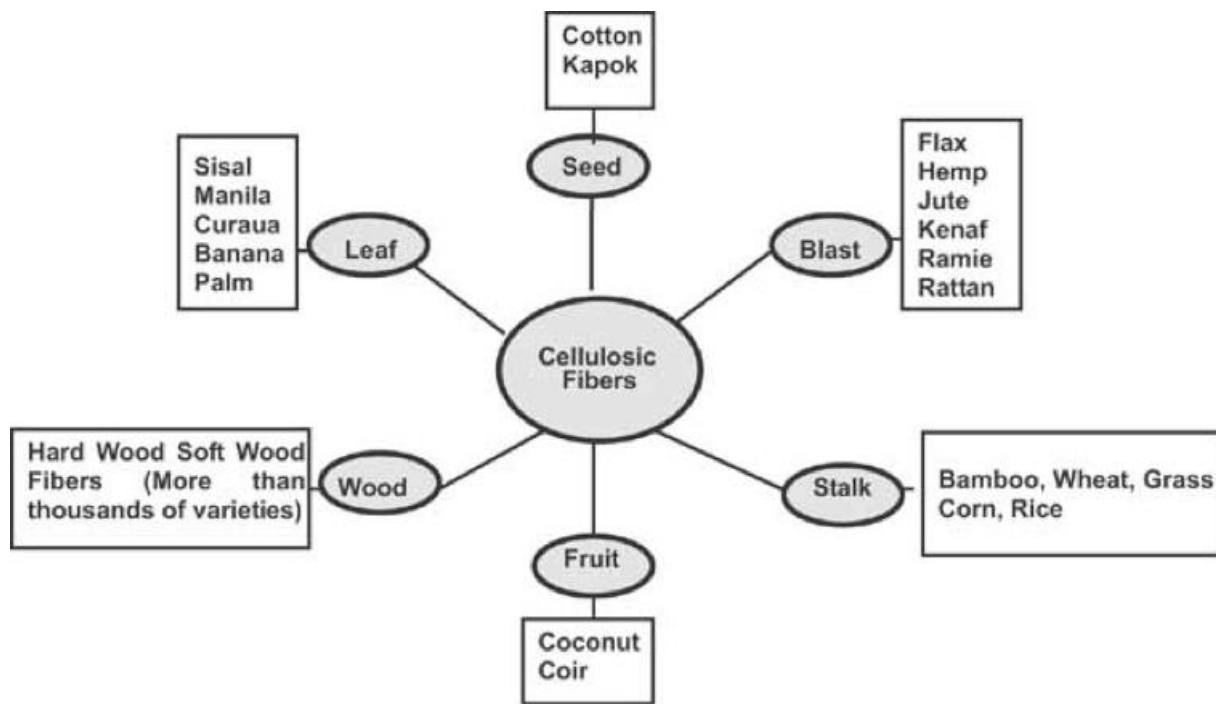 Cotton
Kapok
Seed
Sisal
Manila
Curaua
Banana
Palm
Leaf
Flax
Hemp
Jute
Kenaf
Ramie
Rattan
Blast
Cellulosic
Fibers
Hard Wood Soft Wood
Fibers (More than
thousands of varieties)
Wood
Stalk
Bamboo, Wheat, Grass
Corn, Rice
Fruit
Coconut
Coir